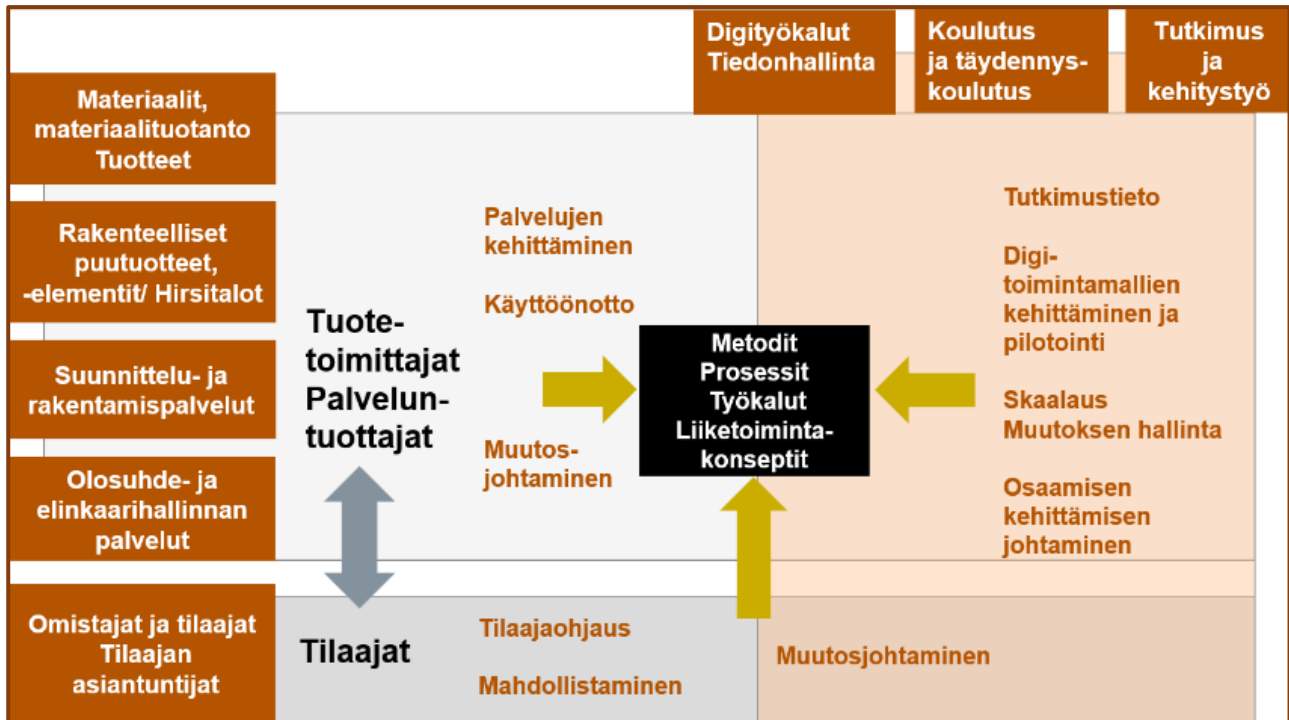 Digityökalut
Tiedonhallinta
Koulutus
ja täydennys-
koulutus
Tutkimus
ja
kehitystyö
Materiaalit,
materiaalituotanto
Tuotteet
Rakenteelliset
puutuotteet,
-elementit/ Hirsitalot
Suunnittelu- ja
rakentamispalvelut
Olosuhde- ja
elinkaarihallinnan
palvelut
Omistajat ja tilaajat
Tilaajan
asiantuntijat
Tuote-
toimittajat
Palvelun-
tuottajat
Tilaajat
Palvelujen
kehittäminen
Käyttöönotto
Muutos-
johtaminen
Tilaajaohjaus
Mahdollistaminen
Metodit
Prosessit
Työkalut
Liiketoiminta-
konseptit
Tutkimustieto
Digi-
toimintamallien
kehittäminen ja
pilotointi
Skaalaus
Muutoksen hallinta
Osaamisen
kehittämisen
johtaminen
Muutosjohtaminen